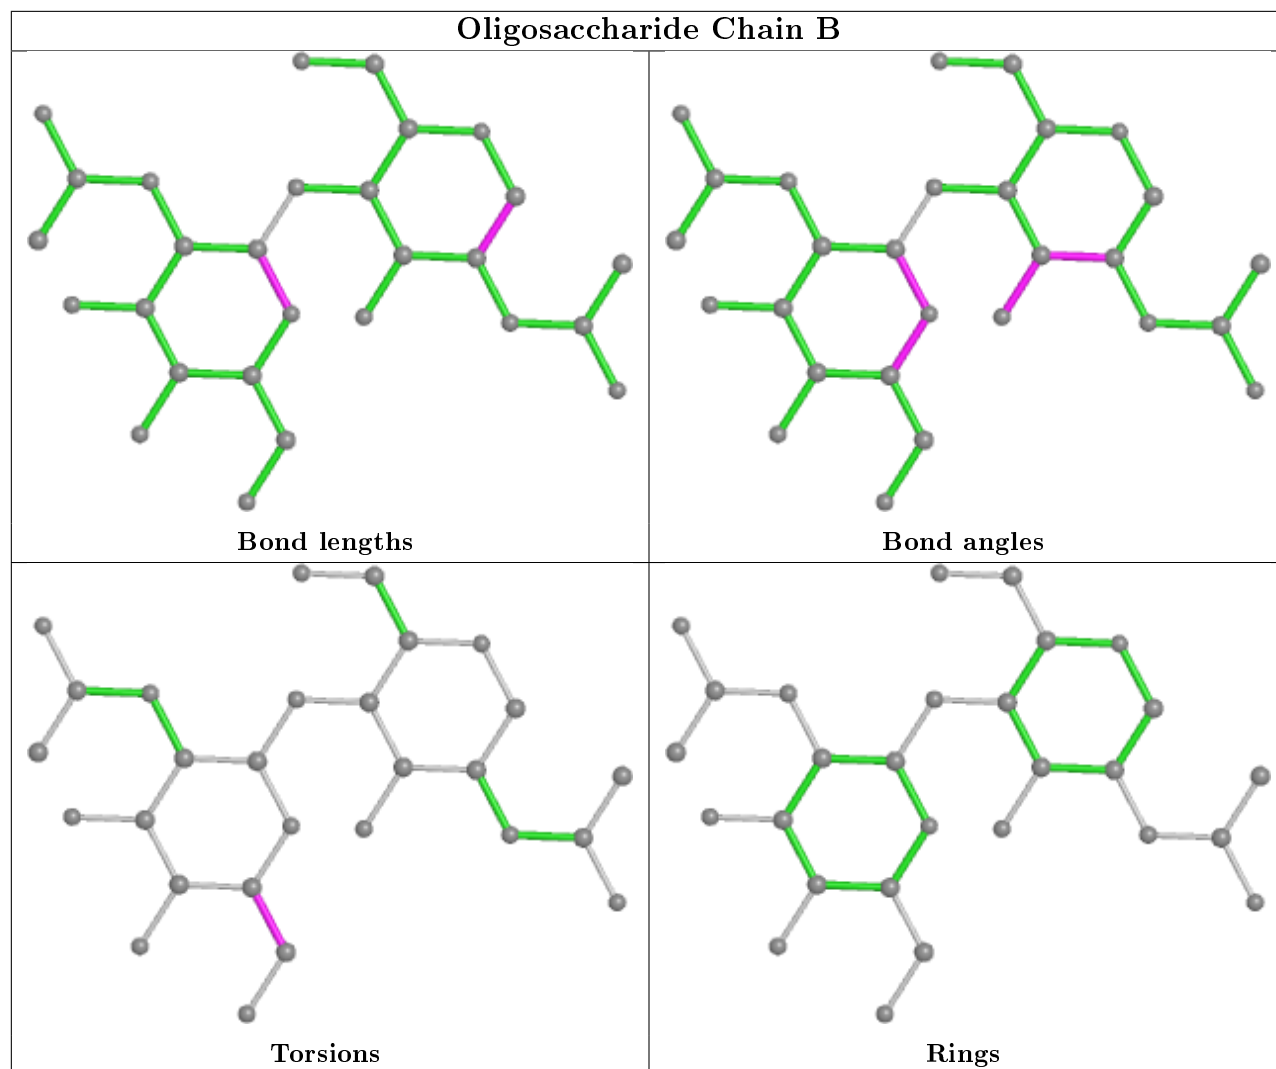 Oligosaccharide Chain B
Bond lengths
Bond angles
Torsions
Rings